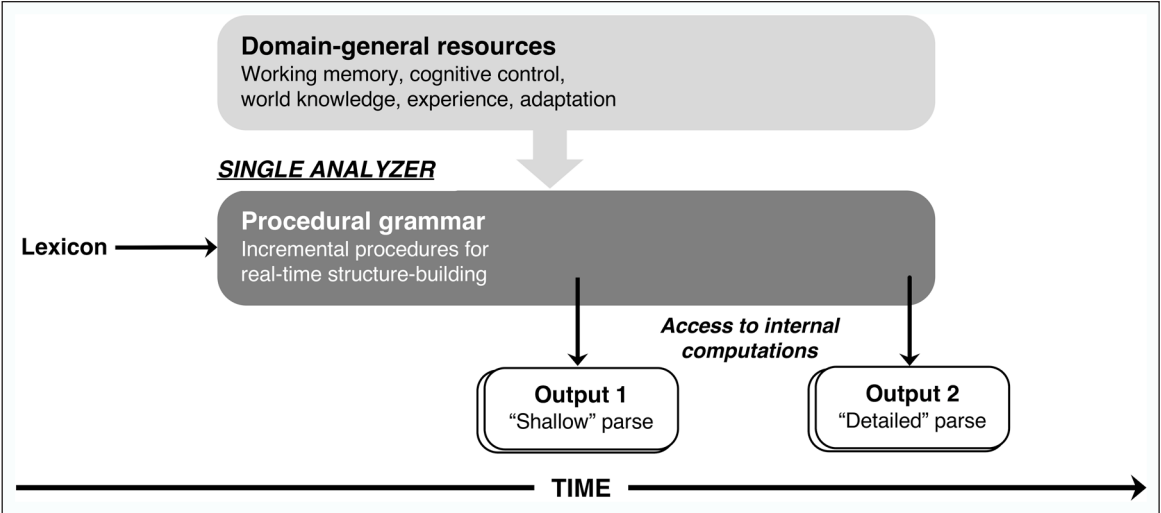 Domain-general resources
Working memory, cognitive control,
world knowledge, experience, adaptation
SINGLE ANALYZER
Procedural grammar
Incremental procedures for
real-time structure-building
Lexicon
Access to internal
computations
Output 1
“Shallow” parse
Output 2
“Detailed” parse
TIME